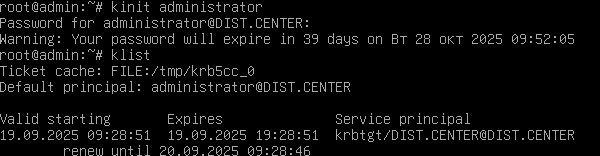 root@admin:~# kinit administrator
Password for administrator@DIST.CENTER:
Warning: Your password will expire in 39 days on Вт 28 окт 2025 09:52:05
root@admin:~# klist
Ticket cache: FILE:/tmp/krb5cc_0
Default principal: administrator@DIST.CENTER
Valid starting       Expires              Service principal
19.09.2025 09:28:51  19.09.2025 19:28:51  krbtgt/DIST.CENTER@DIST.CENTER
renew until 20.09.2025 09:28:46